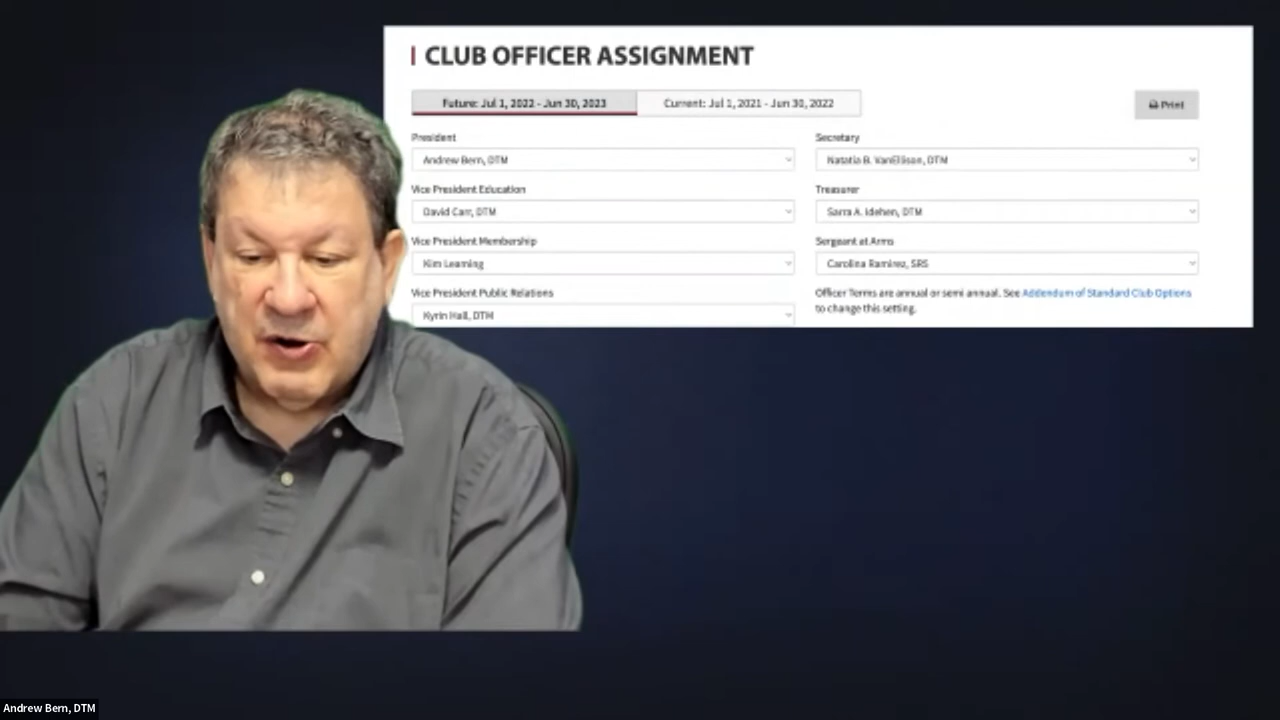 CLUB OFFICER ASSIGNMENT
Future: Jul 1, 2022 - Jun 30, 2023
Current: Jul 1, 2021 - Jun 30, 2022
Print
President
Andrew Bern, DTM
Secretary
Natatia B. VanEllison, DTM
Vice President Education
David Carr, DTM
Treasurer
Sarra A. Idehen, DTM
Vice President Membership
Kim Leaming
Sergeant at Arms
Carolina Ramirez, SRS
Vice President Public Relations
Kyrin Hall, DTM
Officer Terms are annual or semi annual. See Addendum of Standard Club Options
to change this setting.
Andrew Bern, DTM